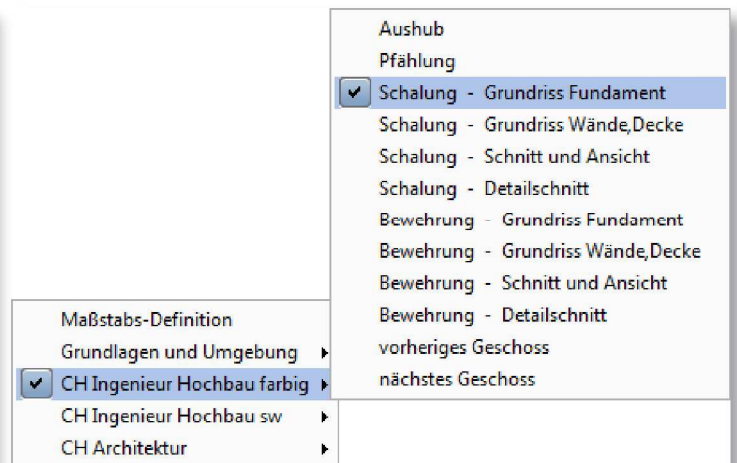 Aushub
Pfählung
Schalung - Grundriss Fundament
Schalung - Grundriss Wände,Decke
Schalung - Schnitt und Ansicht
Schalung - Detailschnitt
Bewehrung - Grundriss Fundament
Bewehrung - Grundriss Wände,Decke
Bewehrung - Schnitt und Ansicht
Bewehrung - Detailschnitt
vorheriges Geschoss
nächstes Geschoss
Maßstabs-Definition
Grundlagen und Umgebung
CH Ingenieur Hochbau farbig
CH Ingenieur Hochbau sw
CH Architektur